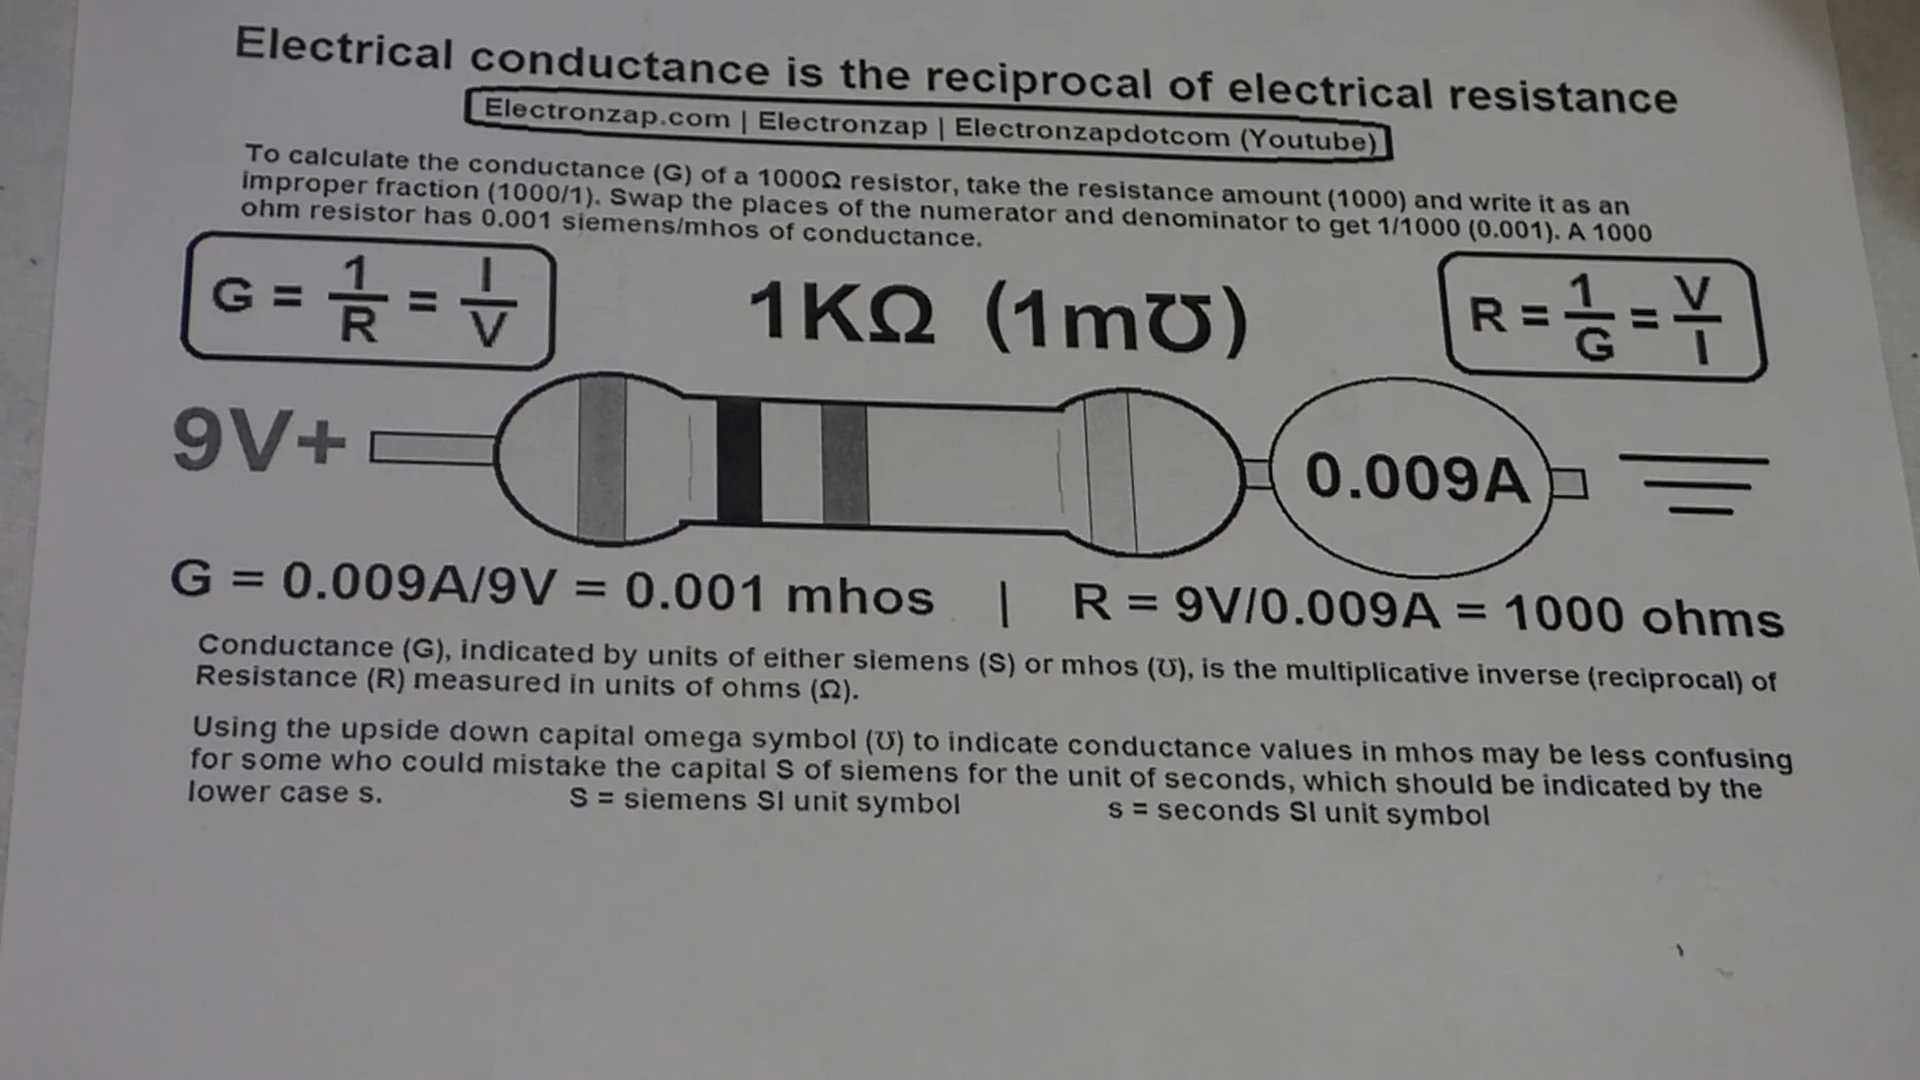 Electrical conductance is the reciprocal of electrical resistance
Electronzap.com | Electronzap | Electronzapdotcom (Youtube)
To calculate the conductance (G) of a 1000Ω resistor, take the resistance amount (1000) and write it as an
improper fraction (1000/1). Swap the places of the numerator and denominator to get 1/1000 (0.001). A 1000
ohm resistor has 0.001 siemens/mhos of conductance.
G = 1/R = I/V
1KΩ (1m℧)
R = 1/G = V/I
9V+
0.009A
G = 0.009A/9V = 0.001 mhos | R = 9V/0.009A = 1000 ohms
Conductance (G), indicated by units of either siemens (S) or mhos (℧), is the multiplicative inverse (reciprocal) of
Resistance (R) measured in units of ohms (Ω).
Using the upside down capital omega symbol (℧) to indicate conductance values in mhos may be less confusing
for some who could mistake the capital S of siemens for the unit of seconds, which should be indicated by the
lower case s. S = siemens SI unit symbol s = seconds SI unit symbol